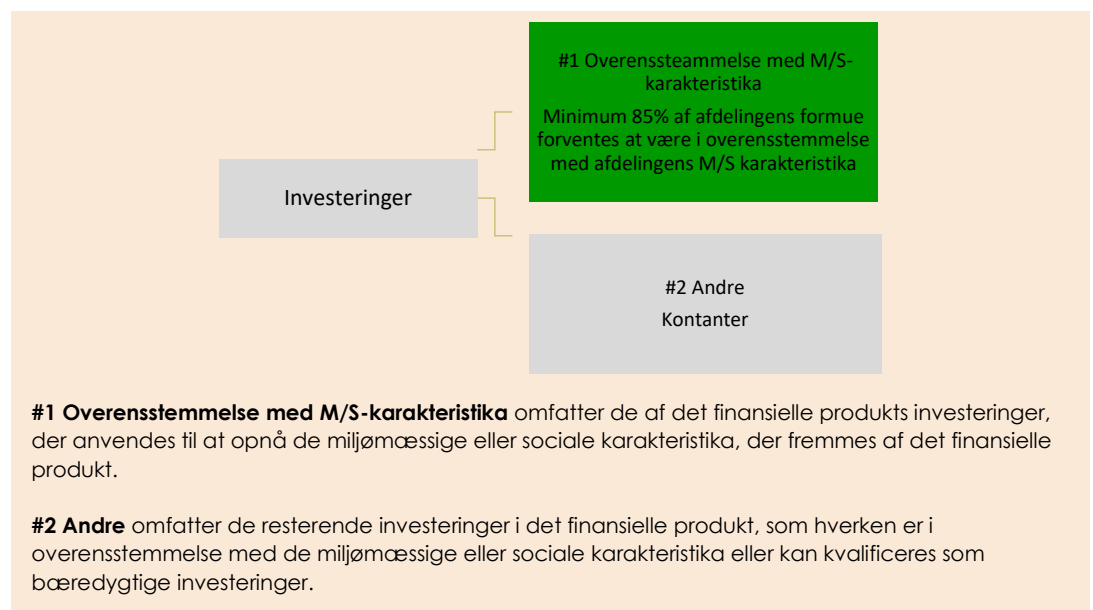 #1 Overenssteammelse med M/S-
karakteristika
Minimum 85% af afdelingens formue
forventes at være i overensstemmelse
med afdelingens M/S karakteristika
Investeringer
#2 Andre
Kontanter
#1 Overensstemmelse med M/S-karakteristika omfatter de af det finansielle produkts investeringer,
der anvendes til at opnå de miljømæssige eller sociale karakteristika, der fremmes af det finansielle
produkt.
#2 Andre omfatter de resterende investeringer i det finansielle produkt, som hverken er i
overensstemmelse med de miljømæssige eller sociale karakteristika eller kan kvalificeres som
bæredygtige investeringer.